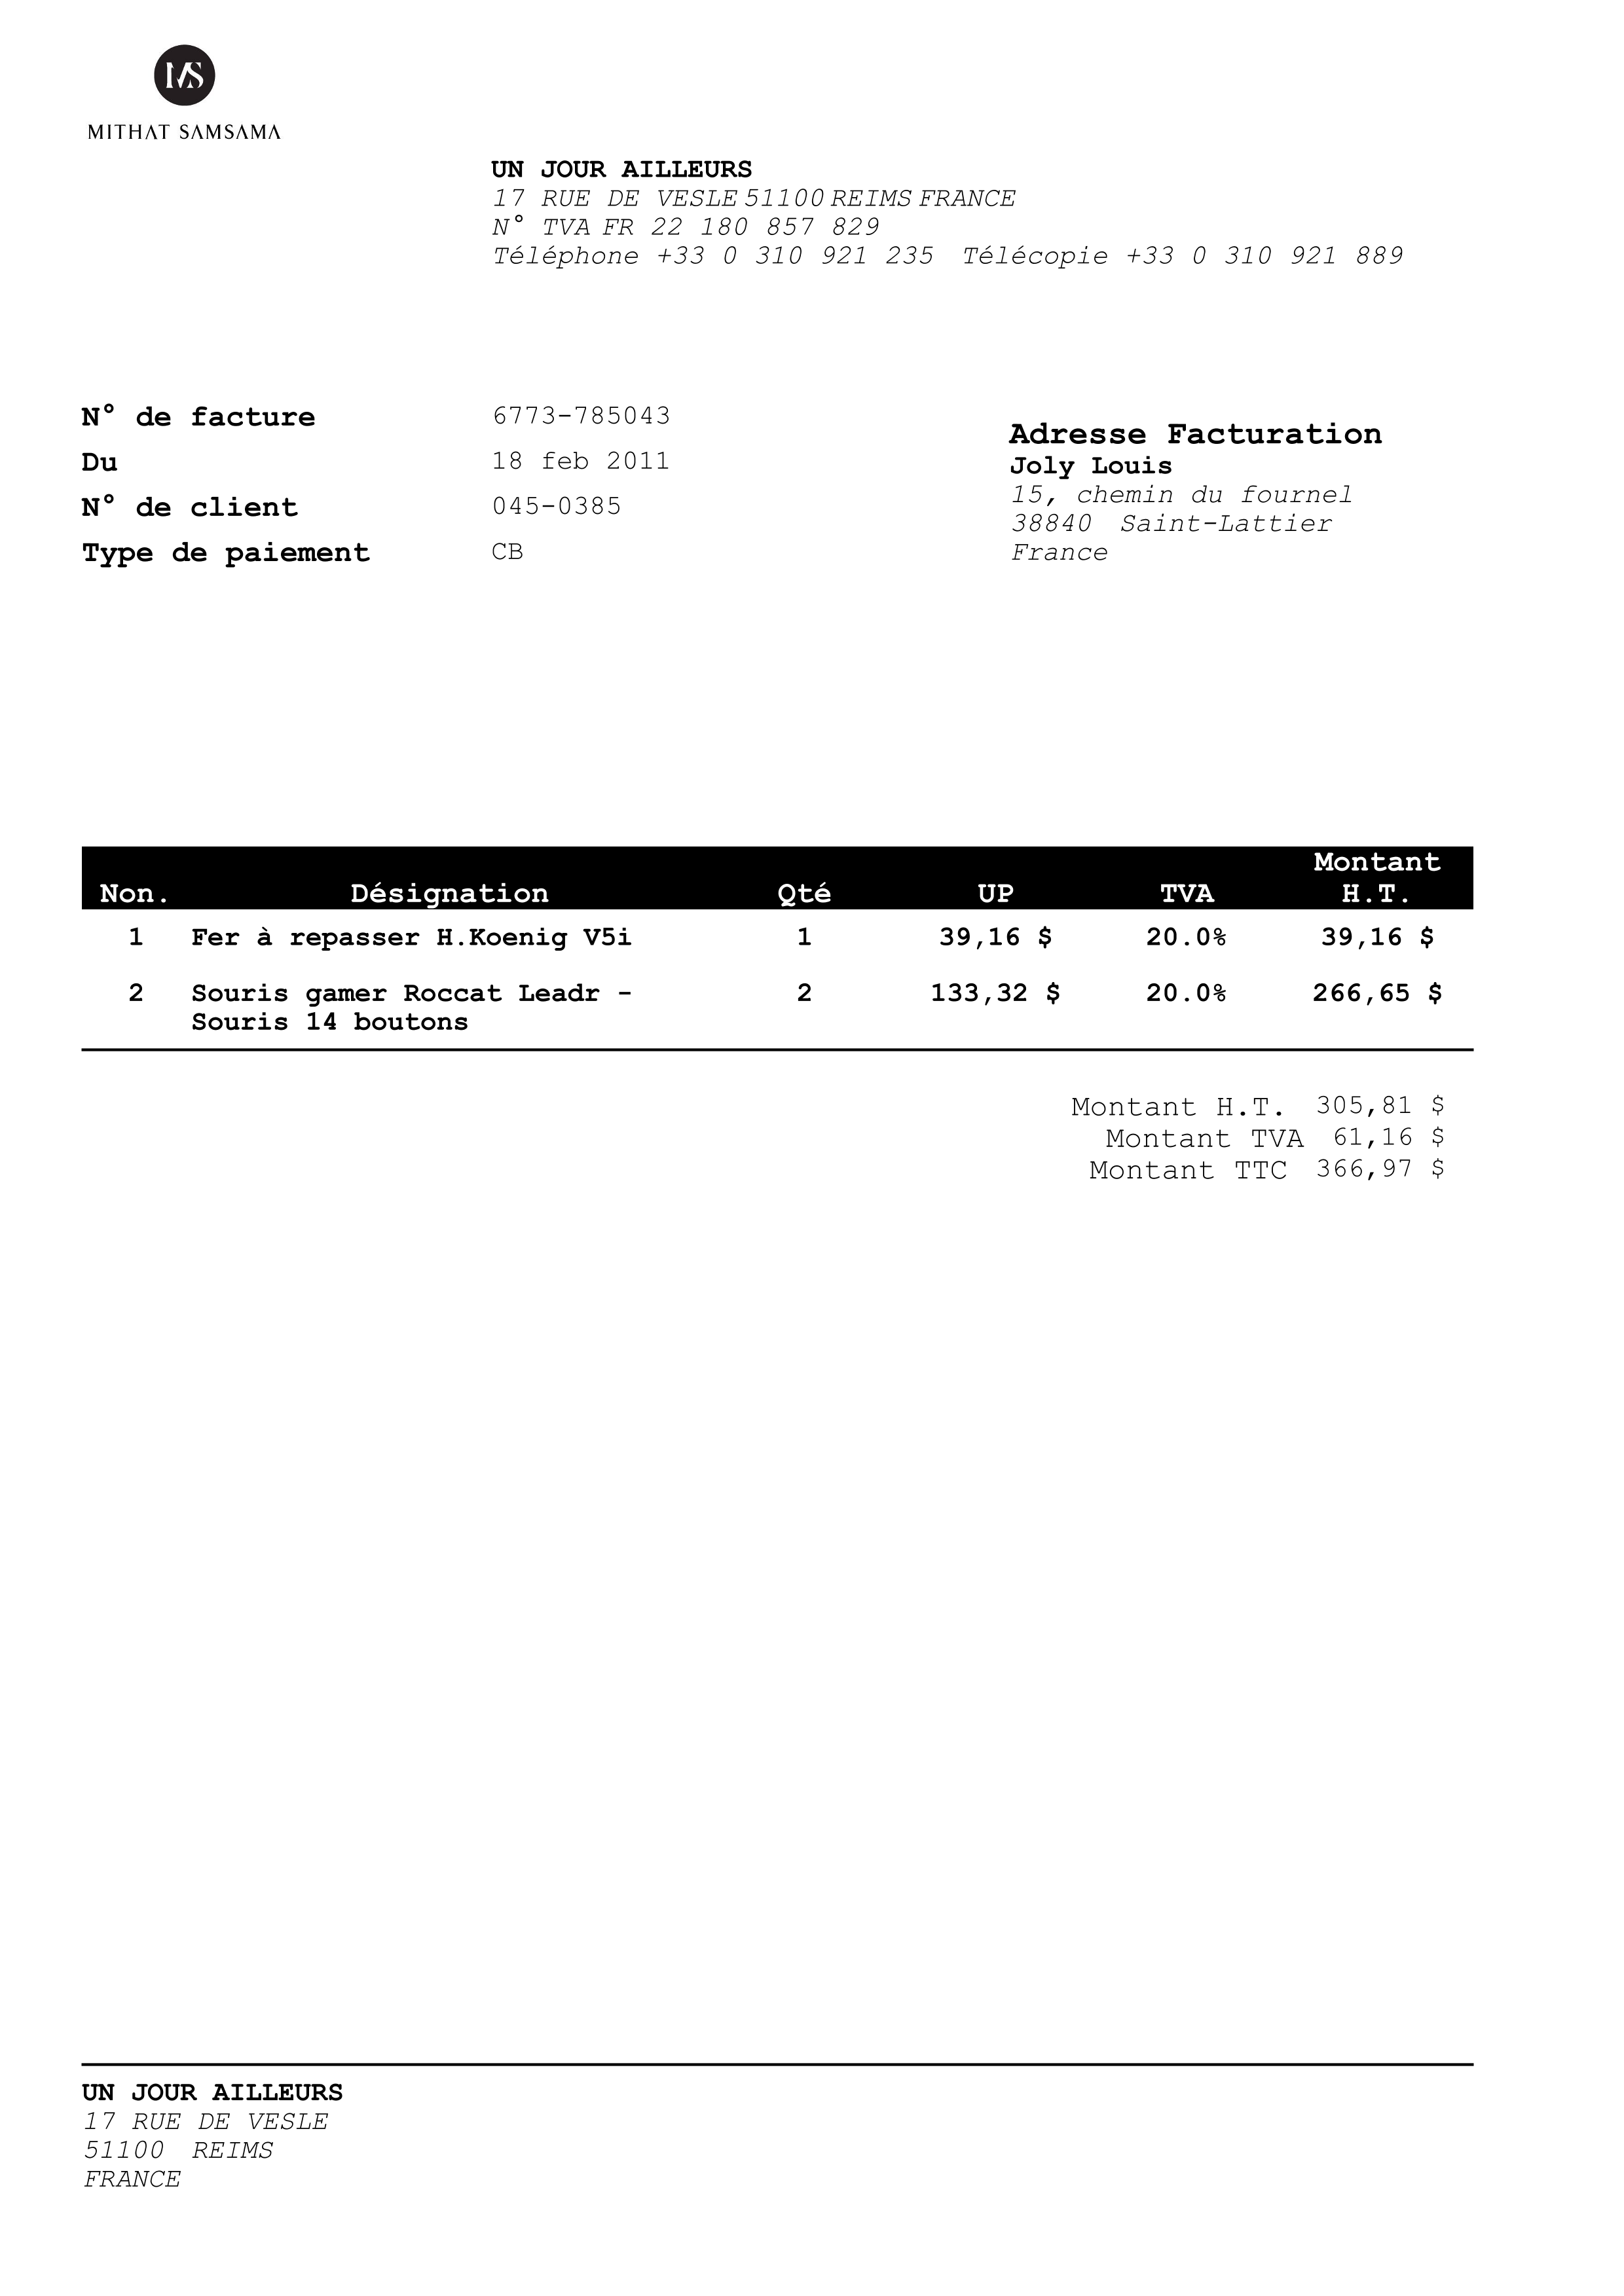 MS
MITHAT SAMSAMA
UN JOUR AILLEURS
17 RUE DE VESLE 51100 REIMS FRANCE
N° TVA FR 22 180 857 829
Téléphone +33 0 310 921 235 Télécopie +33 0 310 921 889
N° de facture 6773-785043
Du 18 feb 2011
N° de client 045-0385
Type de paiement CB
Adresse Facturation
Joly Louis
15, chemin du fournel
38840 Saint-Lattier
France
Non. Désignation Qté UP TVA Montant H.T.
1 Fer à repasser H.Koenig V5i 1 39,16 $ 20.0% 39,16 $
2 Souris gamer Roccat Leadr - 2 133,32 $ 20.0% 266,65 $
Souris 14 boutons
Montant H.T. 305,81 $
Montant TVA 61,16 $
Montant TTC 366,97 $
UN JOUR AILLEURS
17 RUE DE VESLE
51100 REIMS
FRANCE